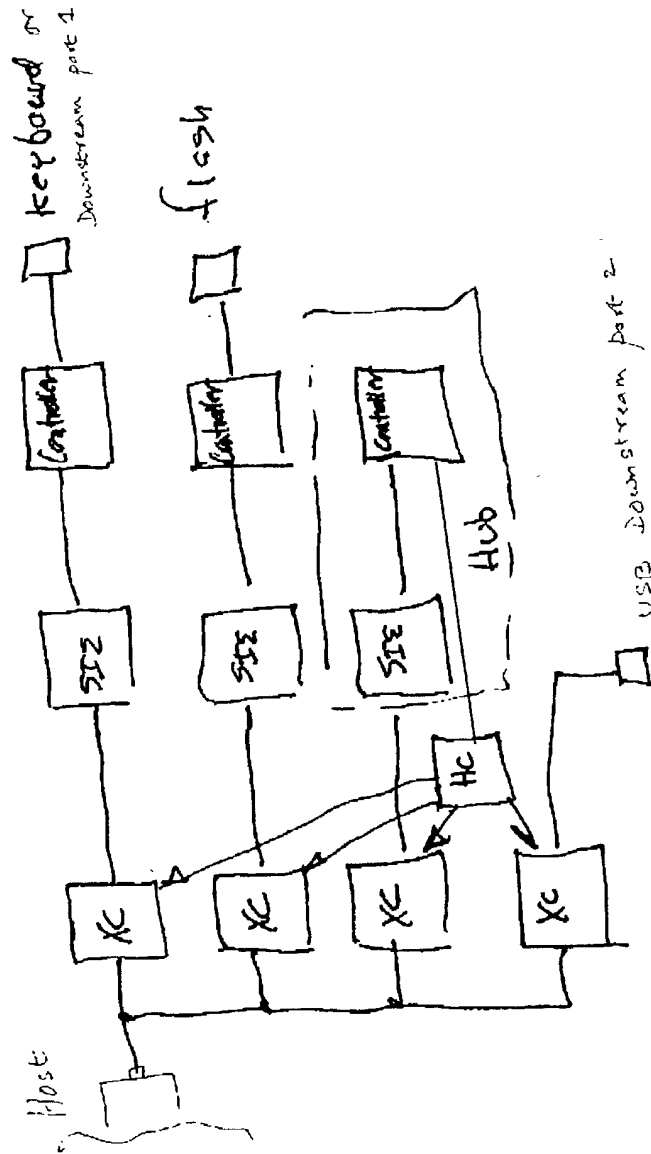 Host
keyboard or
Downstream port 1
XC
SIE
Controller
flash
XC
SIE
Controller
XC
SIE
Controller
HC
Hub
XC
USB Downstream port 2